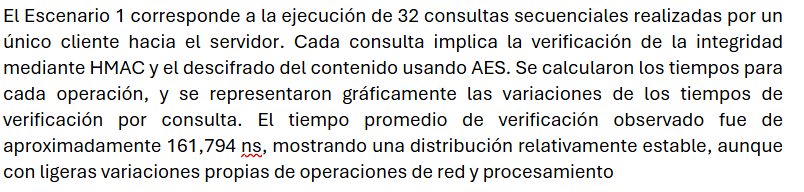 El Escenario 1 corresponde a la ejecución de 32 consultas secuenciales realizadas por un
único cliente hacia el servidor. Cada consulta implica la verificación de la integridad
mediante HMAC y el descifrado del contenido usando AES. Se calcularon los tiempos para
cada operación, y se representaron gráficamente las variaciones de los tiempos de
verificación por consulta. El tiempo promedio de verificación observado fue de
aproximadamente 161,794 ns, mostrando una distribución relativamente estable, aunque
con ligeras variaciones propias de operaciones de red y procesamiento